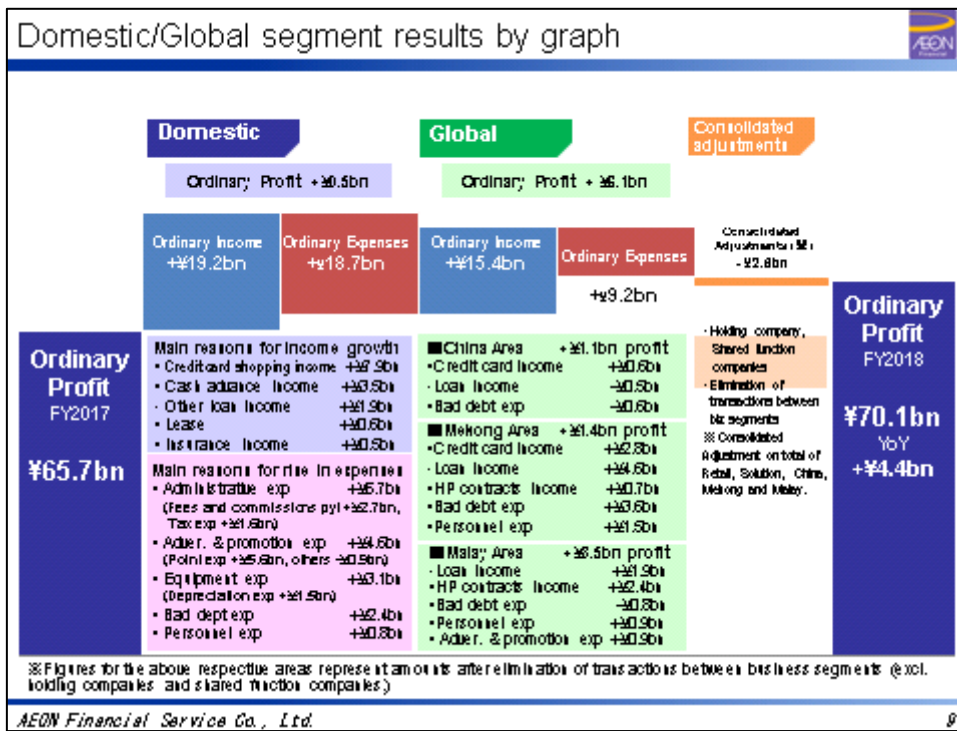 Domestic/Global segment results by graph
AEON
Financial
Domestic
Global
Consolidated
adjustments
Ordinary Profit +¥0.5bn
Ordinary Profit + ¥6.1bn
Ordinary Income
+¥19.2bn
Ordinary Expenses
+¥18.7bn
Ordinary Income
+¥15.4bn
Ordinary Expenses
+¥9.2bn
Consolidated
Adjustments (※)
Ordinary
Profit
FY2017
¥65.7bn
Main reasons for income growth
・Credit card shopping income +¥7.9bn
・Cash advance income +¥3.5bn
・Other loan income +¥1.9bn
・Lease +¥0.6bn
・Insurance income +¥0.5bn
Main reasons for rise in expenses
・Administrative exp +¥5.7bn
(Fees and commissions pyl +¥2.7bn,
Tax exp +¥1.6bn)
・Adver. & promotion exp +¥4.6bn
(Point exp +¥5.6bn, others -¥0.9bn)
・Equipment exp +¥3.1bn
(Depreciation exp +¥1.5bn)
・Bad dept exp +¥2.4bn
・Personnel exp +¥0.8bn
■China Area +¥1.1bn profit
・Credit card income +¥0.6bn
・Loan Income -¥0.5bn
・Bad debt exp -¥0.6bn
■Mekong Area +¥1.4bn profit
・Credit card income +¥2.8bn
・Loan Income +¥4.6bn
・HP contracts Income +¥0.7bn
・Bad debt exp +¥3.6bn
・Personnel exp +¥1.5bn
■Malay Area +¥3.5bn profit
・Loan Income +¥1.9bn
・HP contracts Income +¥2.4bn
・Bad debt exp -¥0.8bn
・Personnel exp +¥0.9bn
・Adver. & promotion exp +¥0.9bn
・Holding company,
Shared function
companies
・Elimination of
transactions between
biz segments
※ Consolidated
Adjustment on total of
Retail, Solution, China,
Mekong and Malay.
Ordinary
Profit
FY2018
¥70.1bn
YoY
+¥4.4bn
※Figures for the above respective areas represent amounts after elimination of transactions between business segments (excl.
holding companies and shared function companies)
AEON Financial Service Co., Ltd.
9